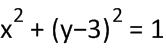 x² + (y−3)² = 1